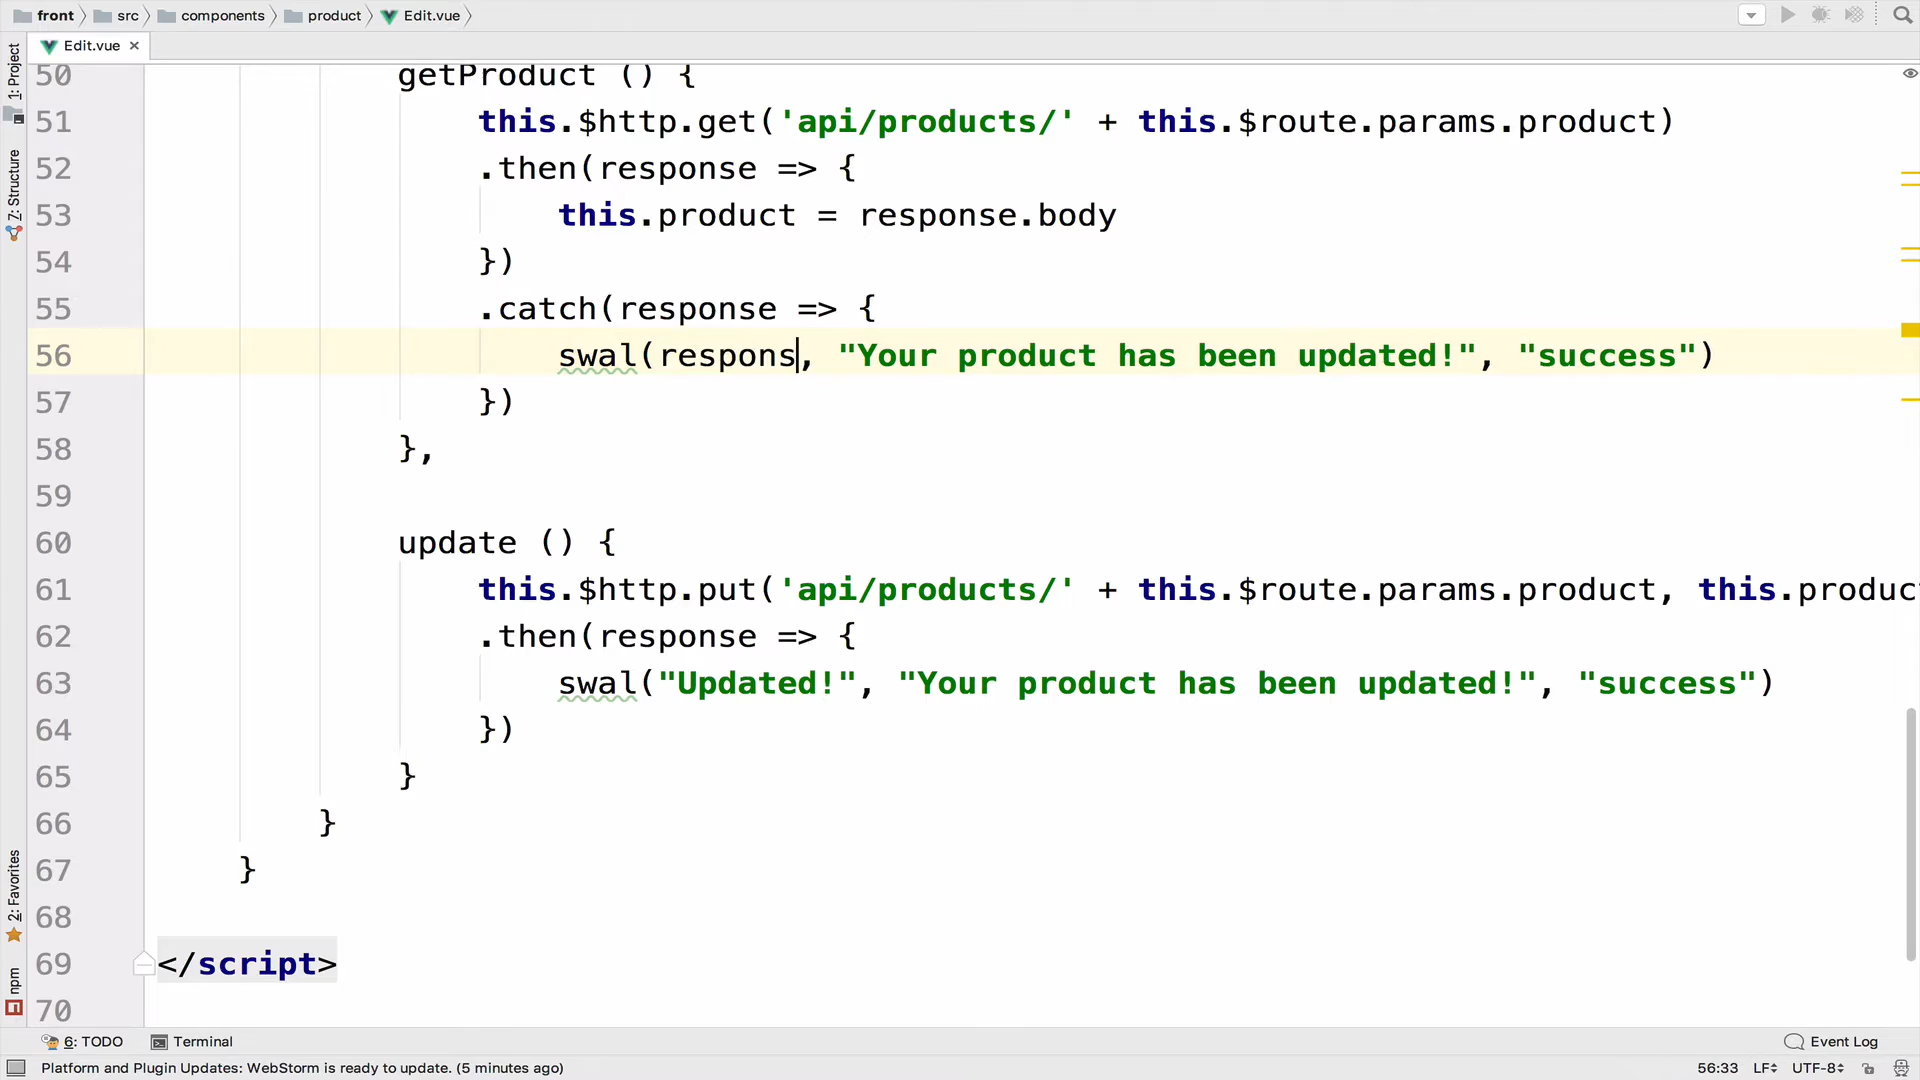 front src components product Edit.vue
Edit.vue
1: Project
7: Structure
2: Favorites
npm
50 getProduct () {
51 this.$http.get('api/products/' + this.$route.params.product)
52 .then(response => {
53 this.product = response.body
54 })
55 .catch(response => {
56 swal(respons, "Your product has been updated!", "success")
57 })
58 },
59
60 update () {
61 this.$http.put('api/products/' + this.$route.params.product, this.produc
62 .then(response => {
63 swal("Updated!", "Your product has been updated!", "success")
64 })
65 }
66 }
67 }
68
69 </script>
70
6: TODO Terminal Event Log
Platform and Plugin Updates: WebStorm is ready to update. (5 minutes ago) 56:33 LF UTF-8